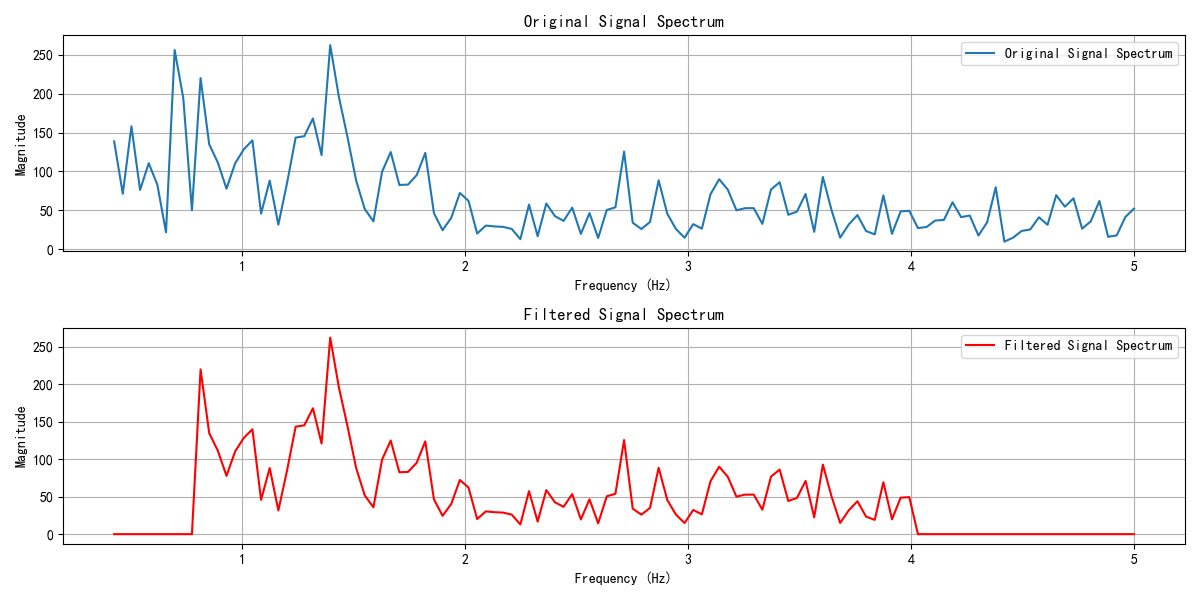 Original Signal Spectrum
Original Signal Spectrum
250
200
150
100
50
0
Magnitude
1 2 3 4 5
Frequency (Hz)
Filtered Signal Spectrum
Filtered Signal Spectrum
250
200
150
100
50
0
Magnitude
1 2 3 4 5
Frequency (Hz)